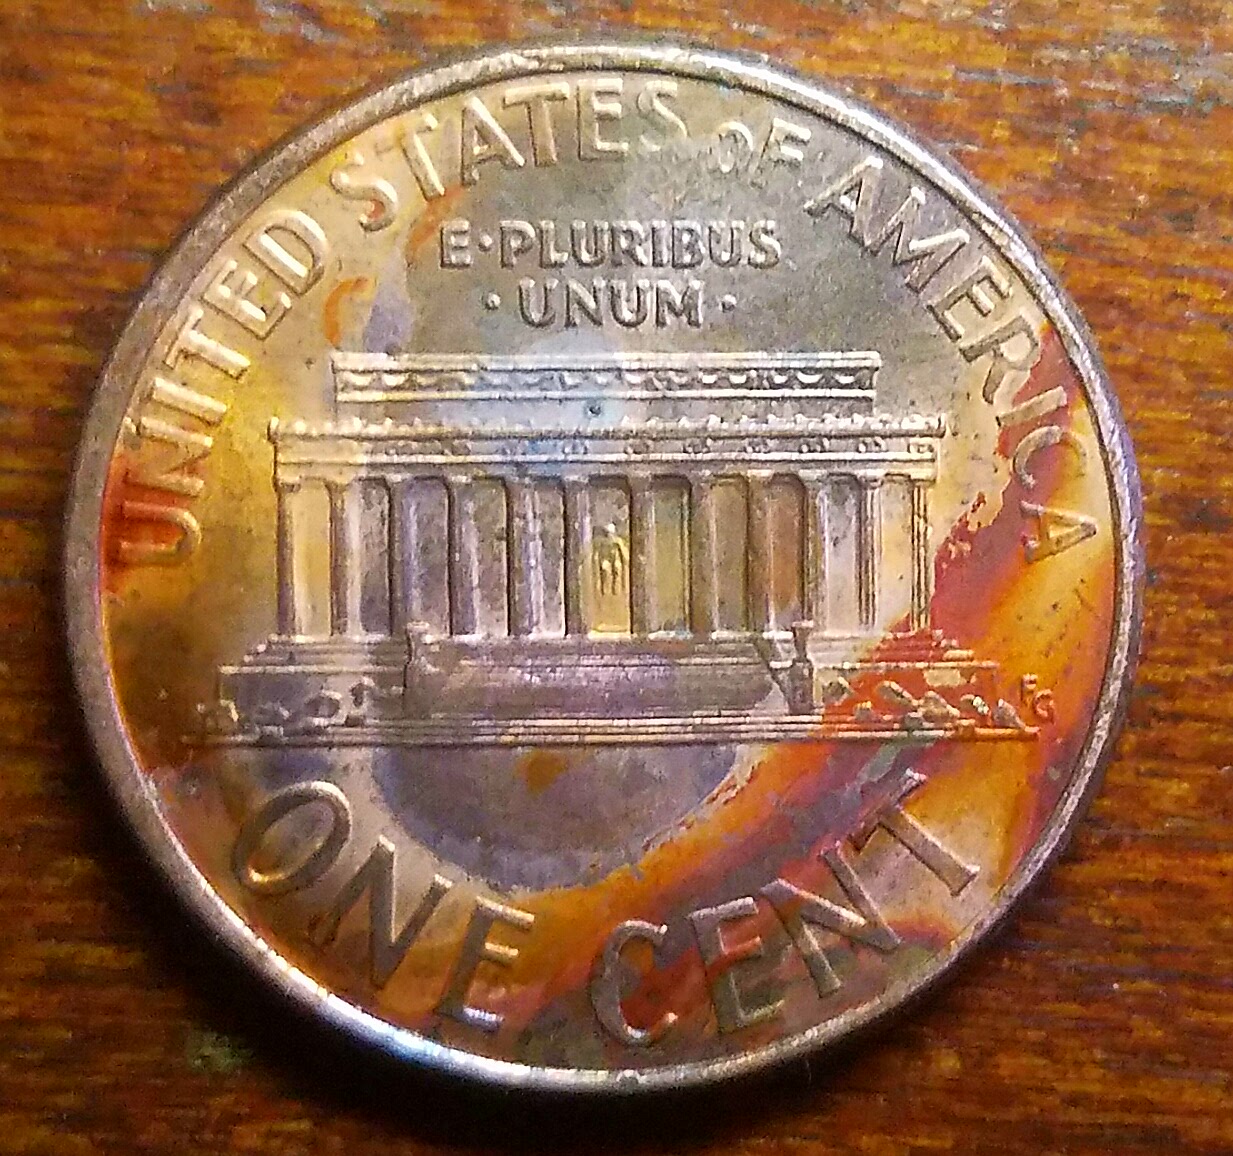 UNITED STATES OF AMERICA
E·PLURIBUS
·UNUM·
FG
ONE CENT